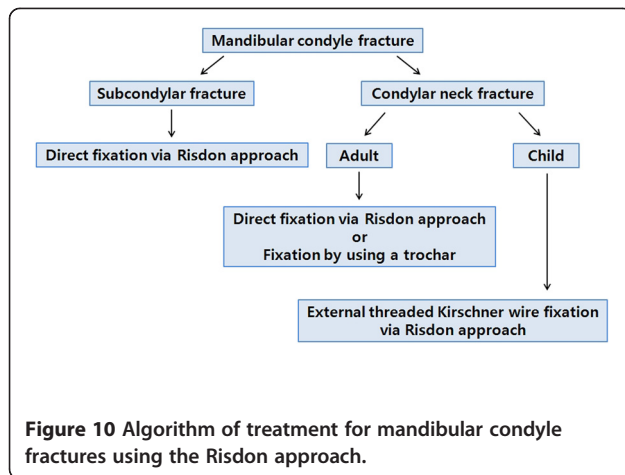 Mandibular condyle fracture
Subcondylar fracture
Condylar neck fracture
Direct fixation via Risdon approach
Adult
Child
Direct fixation via Risdon approach
or
Fixation by using a trochar
External threaded Kirschner wire fixation
via Risdon approach
Figure 10 Algorithm of treatment for mandibular condyle
fractures using the Risdon approach.